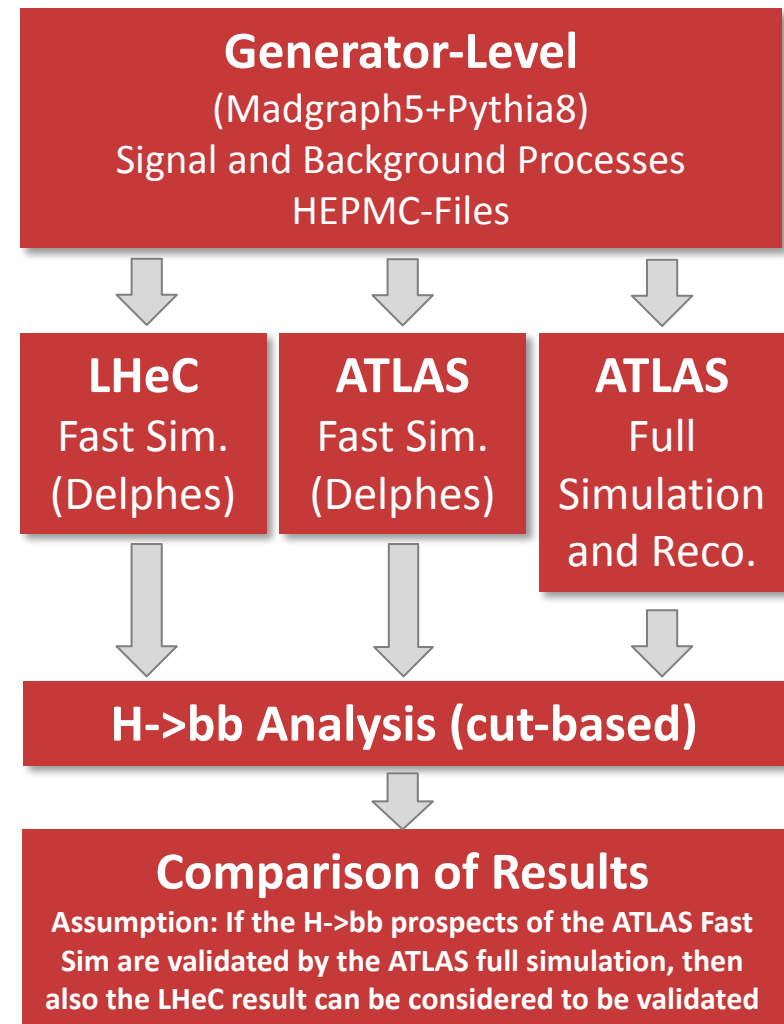 Generator-Level
(Madgraph5+Pythia8)
Signal and Background Processes
HEPMC-Files
LHeC
Fast Sim.
(Delphes)
ATLAS
Fast Sim.
(Delphes)
ATLAS
Full
Simulation
and Reco.
H->bb Analysis (cut-based)
Comparison of Results
Assumption: If the H->bb prospects of the ATLAS Fast
Sim are validated by the ATLAS full simulation, then
also the LHeC result can be considered to be validated